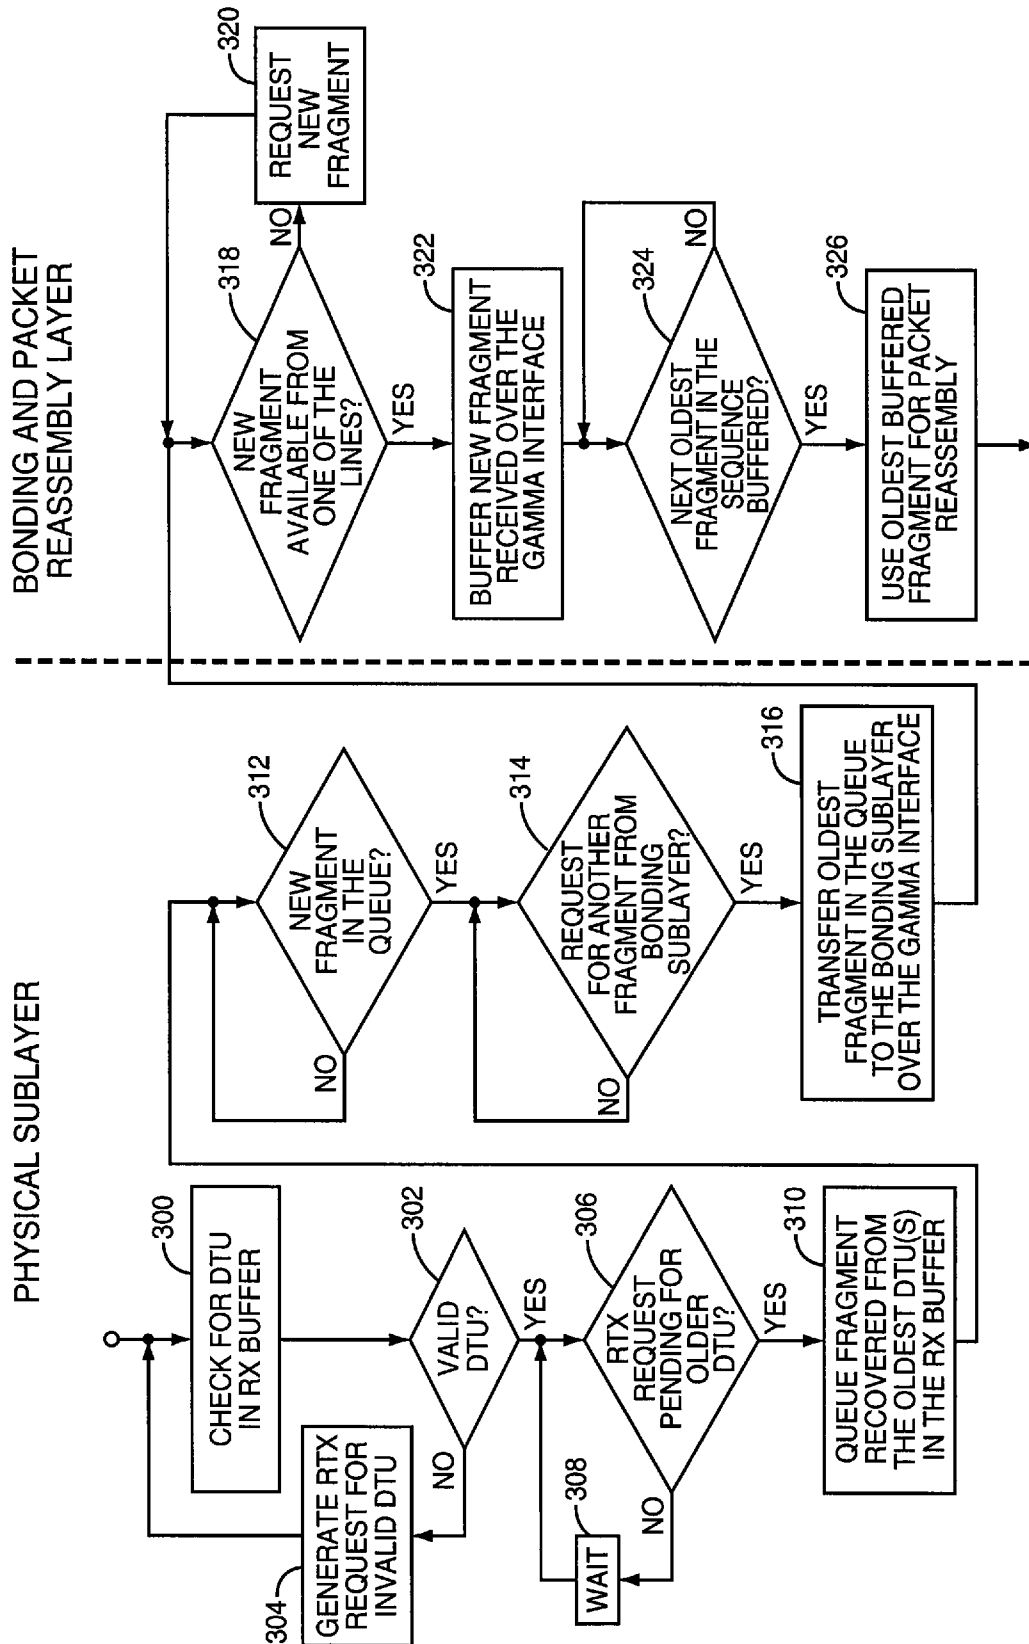 PHYSICAL SUBLAYER
300
CHECK FOR DTU
IN RX BUFFER
302
VALID
DTU?
NO
YES
304
GENERATE RTX
REQUEST FOR
INVALID DTU
306
RTX
REQUEST
PENDING FOR
OLDER
DTU?
NO
YES
308
WAIT
310
QUEUE FRAGMENT
RECOVERED FROM
THE OLDEST DTU(S)
IN THE RX BUFFER
312
NEW
FRAGMENT
IN THE
QUEUE?
NO
YES
314
REQUEST
FOR ANOTHER
FRAGMENT FROM
BONDING
SUBLAYER?
NO
YES
316
TRANSFER OLDEST
FRAGMENT IN THE QUEUE
TO THE BONDING SUBLAYER
OVER THE GAMMA INTERFACE
BONDING AND PACKET
REASSEMBLY LAYER
318
NEW
FRAGMENT
AVAILABLE FROM
ONE OF THE
LINES?
NO
YES
320
REQUEST
NEW
FRAGMENT
322
BUFFER NEW FRAGMENT
RECEIVED OVER THE
GAMMA INTERFACE
324
NEXT OLDEST
FRAGMENT IN THE
SEQUENCE
BUFFERED?
NO
YES
326
USE OLDEST BUFFERED
FRAGMENT FOR PACKET
REASSEMBLY